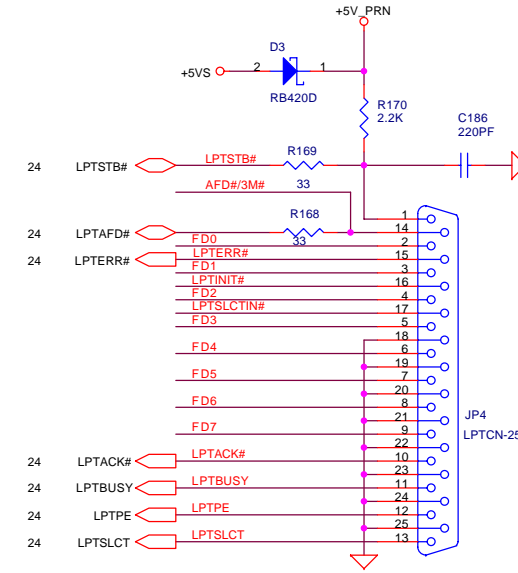 +5V_PRN
D3
+5VS 2 1
RB420D
R170
2.2K
C186
220PF
24 LPTSTB# LPTSTB# R169
33
AFD#/3M#
R168
24 LPTAFD# 33
1
14
FD0 2
24 LPTERR# LPTERR# 15
FD1 3
LPTINIT# 16
FD2 4
LPTSLCTIN# 17
FD3 5
18
FD4 6
19
FD5 7
20
FD6 8
21
FD7 9
22
JP4
LPTCN-25
24 LPTACK# LPTACK# 10
23
24 LPTBUSY LPTBUSY 11
24
24 LPTPE LPTPE 12
25
24 LPTSLCT LPTSLCT 13